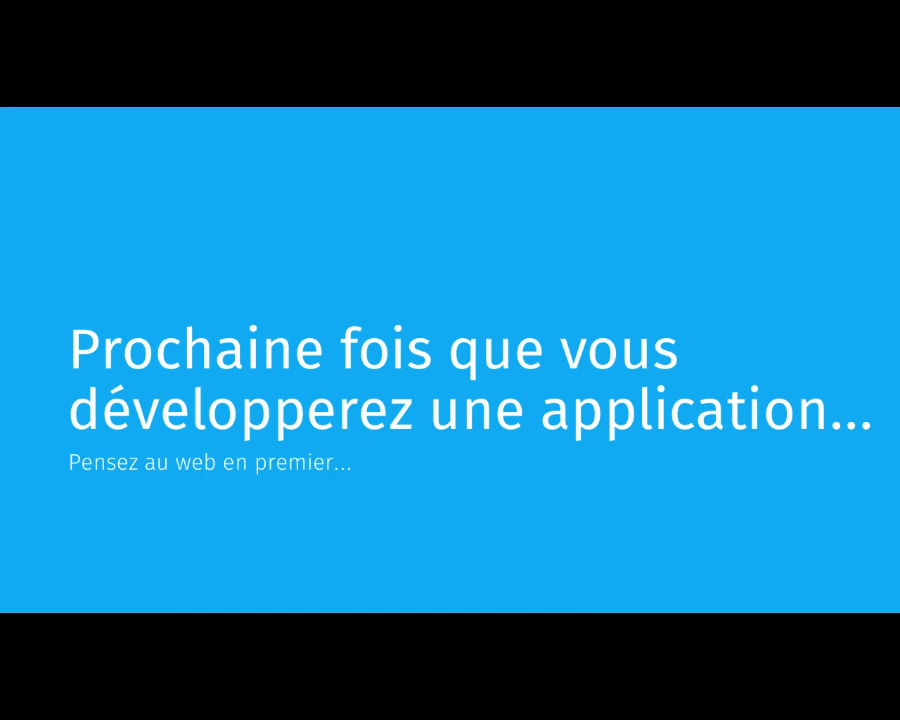 Prochaine fois que vous
développerez une application...
Pensez au web en premier...